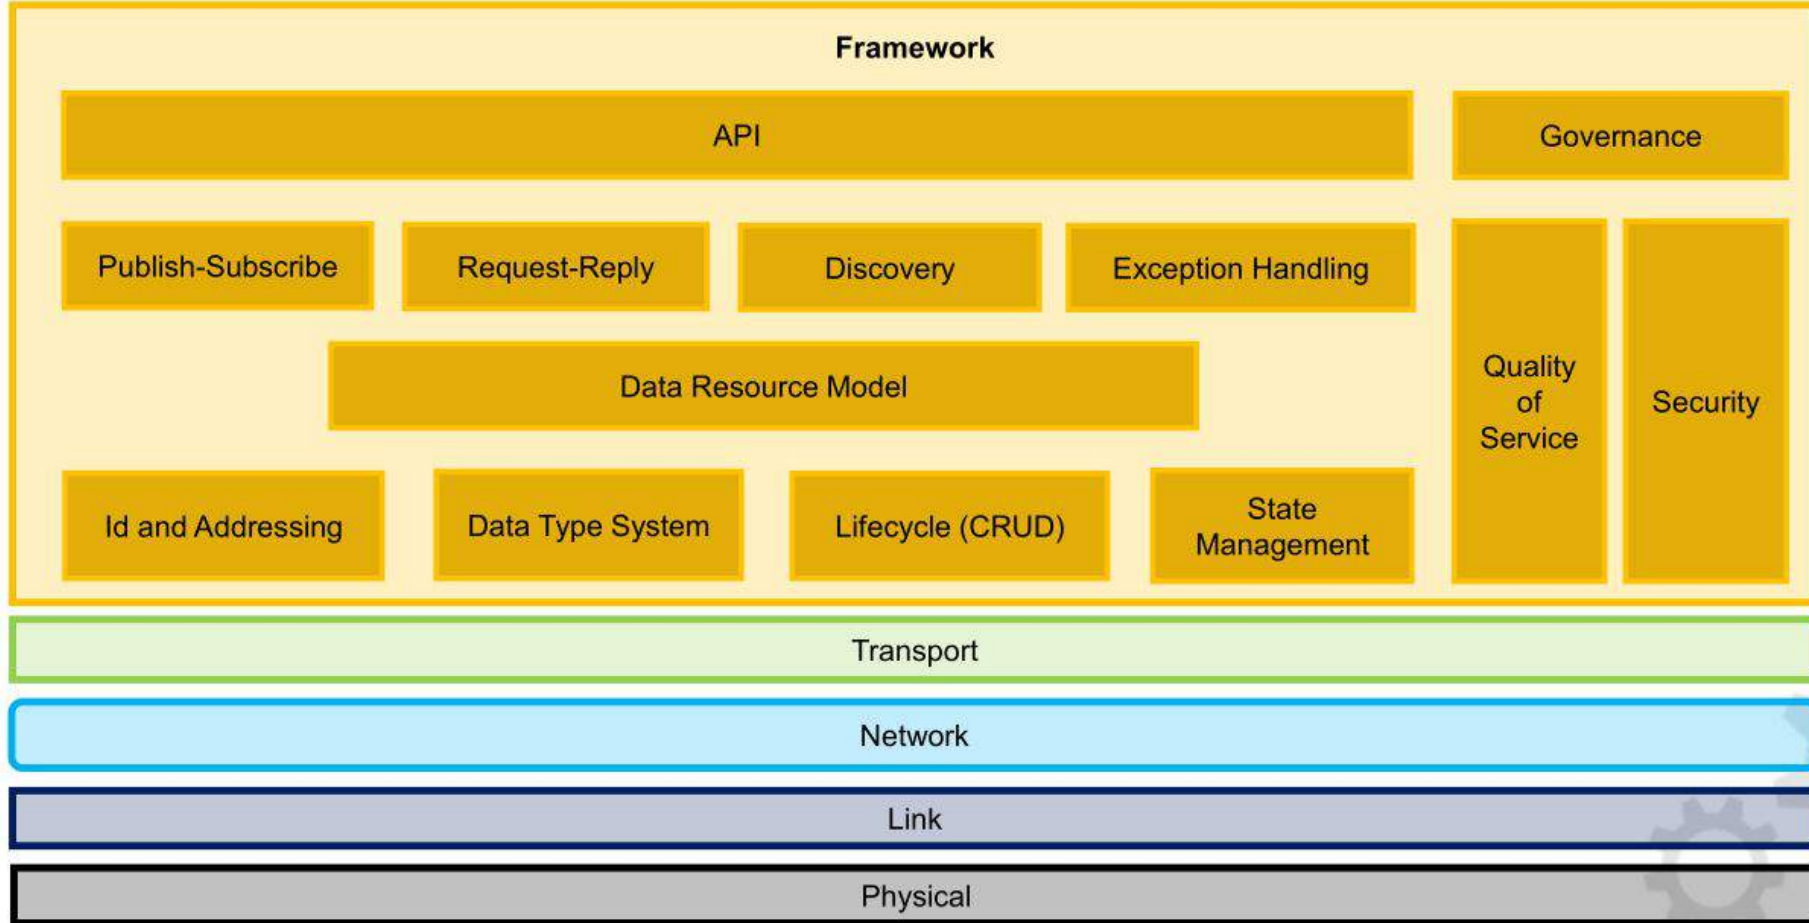 Framework
API
Governance
Publish-Subscribe
Request-Reply
Discovery
Exception Handling
Quality
of
Service
Security
Data Resource Model
Id and Addressing
Data Type System
Lifecycle (CRUD)
State
Management
Transport
Network
Link
Physical